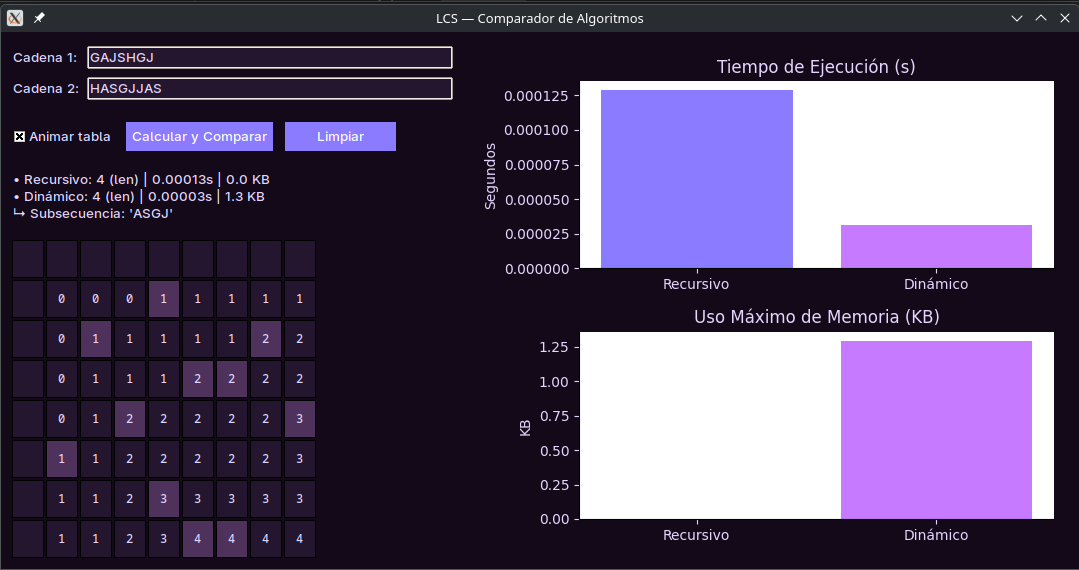 LCS — Comparador de Algoritmos
Cadena 1: GAJSHGJ
Cadena 2: HASGJJAS
Animar tabla Calcular y Comparar Limpiar
• Recursivo: 4 (len) | 0.00013s | 0.0 KB
• Dinámico: 4 (len) | 0.00003s | 1.3 KB
↳ Subsecuencia: 'ASGJ'
0 0 0 1 1 1 1 1
0 1 1 1 1 1 2 2
0 1 1 1 2 2 2 2
0 1 2 2 2 2 2 3
1 1 2 2 2 2 2 3
1 1 2 3 3 3 3 3
1 1 2 3 4 4 4 4
Tiempo de Ejecución (s)
Segundos
0.000125
0.000100
0.000075
0.000050
0.000025
0.000000
Recursivo Dinámico
Uso Máximo de Memoria (KB)
KB
1.25
1.00
0.75
0.50
0.25
0.00
Recursivo Dinámico